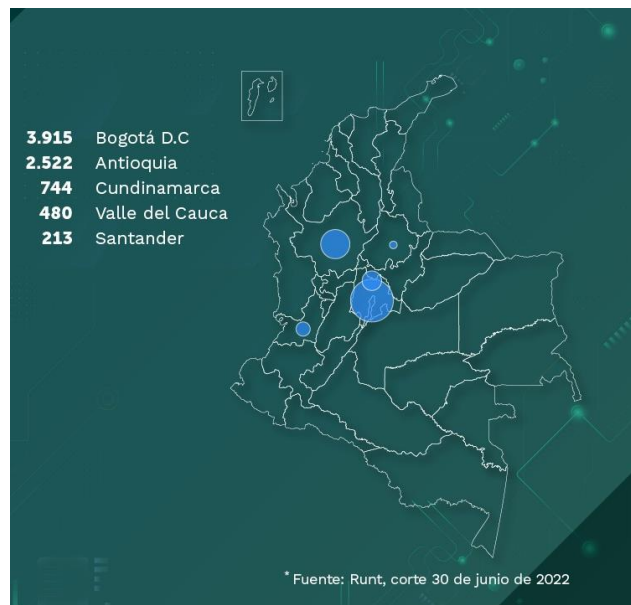 3.915 Bogotá D.C
2.522 Antioquia
744 Cundinamarca
480 Valle del Cauca
213 Santander
* Fuente: Runt, corte 30 de junio de 2022